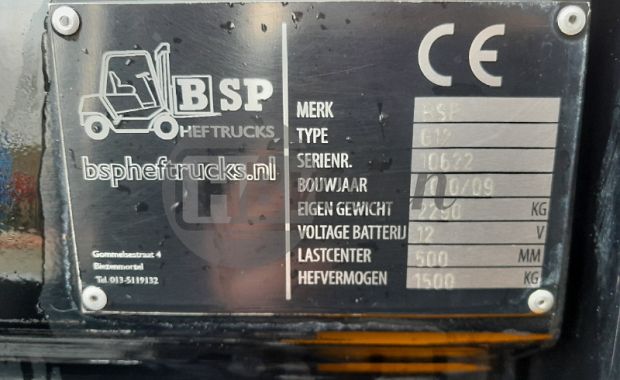 CE
BSP
HEFTRUCKS
bspheftrucks.nl
Gommelsestraat 4
Biezenmortel
Tel. 013-5119132
MERK BSP
TYPE
SERIENR. 10622
BOUWJAAR
EIGEN GEWICHT 2290 KG
VOLTAGE BATTERIJ 12 V
LASTCENTER 500 MM
HEFVERMOGEN 1500 KG